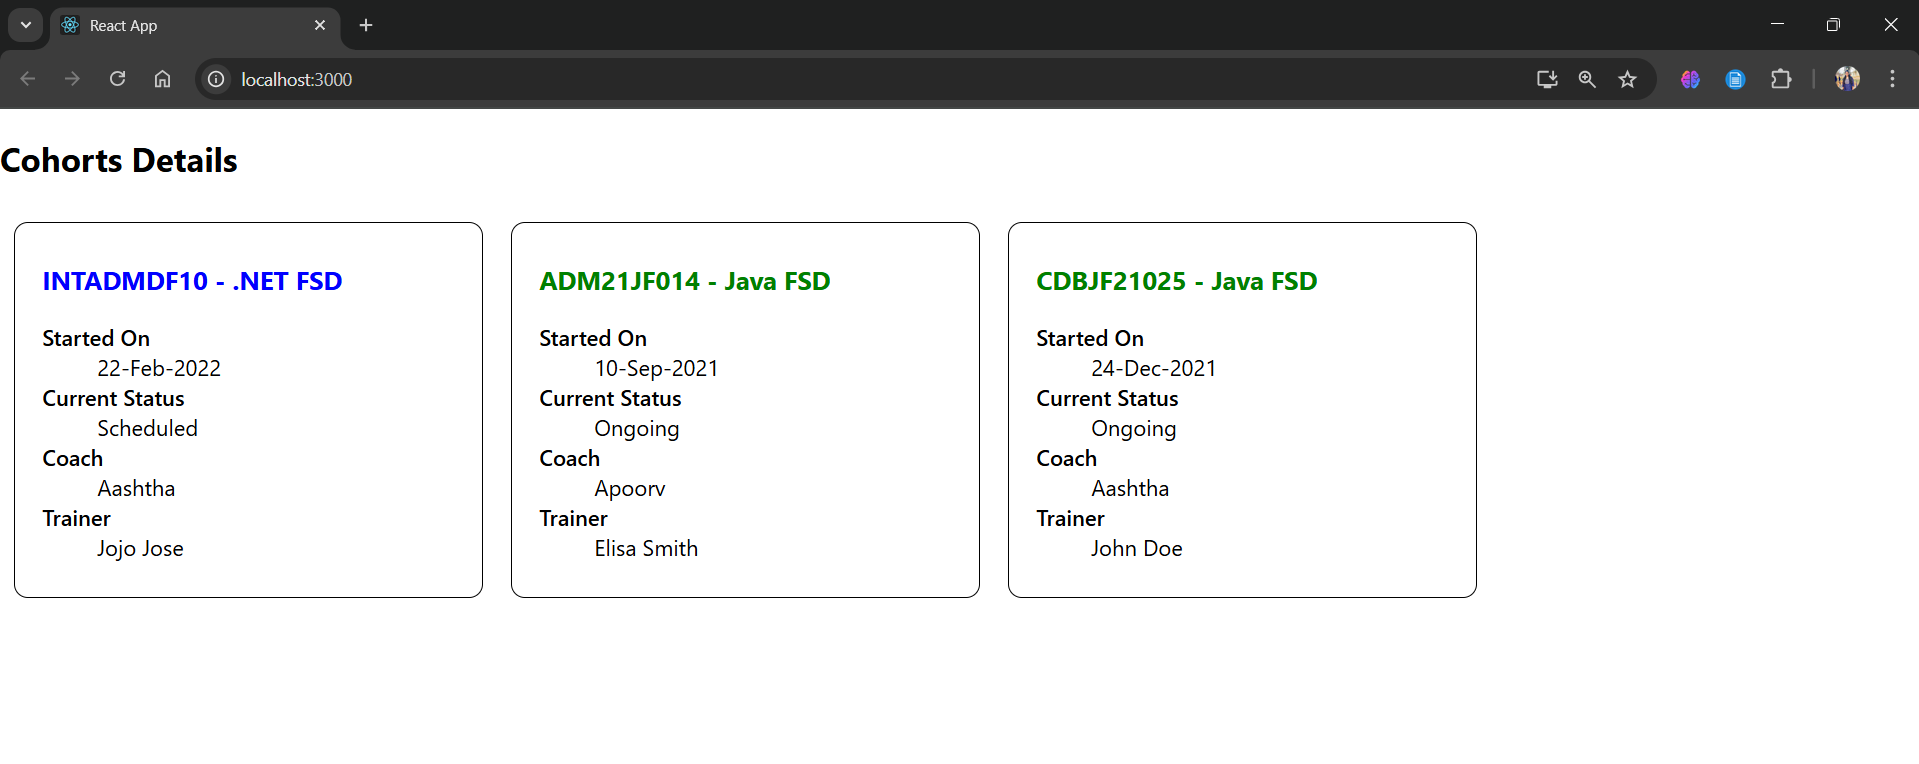 React App
localhost:3000
Cohorts Details
INTADMDF10 - .NET FSD
Started On
22-Feb-2022
Current Status
Scheduled
Coach
Aashtha
Trainer
Jojo Jose
ADM21JF014 - Java FSD
Started On
10-Sep-2021
Current Status
Ongoing
Coach
Apoorv
Trainer
Elisa Smith
CDBJF21025 - Java FSD
Started On
24-Dec-2021
Current Status
Ongoing
Coach
Aashtha
Trainer
John Doe